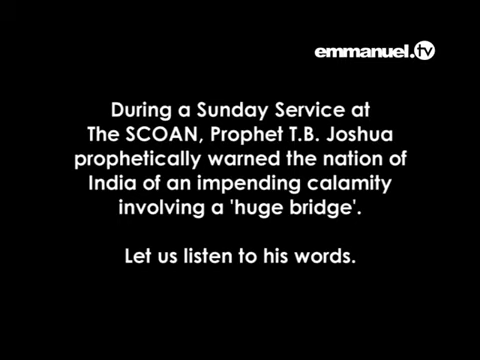 emmanuel.tv
During a Sunday Service at
The SCOAN, Prophet T.B. Joshua
prophetically warned the nation of
India of an impending calamity
involving a 'huge bridge'.
Let us listen to his words.